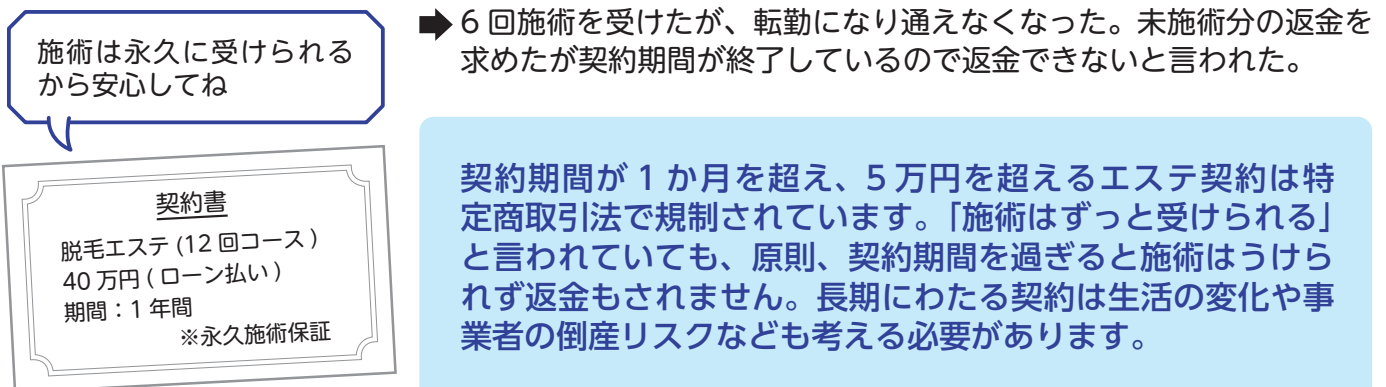 施術は永久に受けられる
から安心してね
契約書
脱毛エステ(12回コース)
40万円(ローン払い)
期間：1年間
※永久施術保証
➡6回施術を受けたが、転勤になり通えなくなった。未施術分の返金を
求めたが契約期間が終了しているので返金できないと言われた。
契約期間が1か月を超え、5万円を超えるエステ契約は特
定商取引法で規制されています。「施術はずっと受けられる」
と言われていても、原則、契約期間を過ぎると施術はうけら
れず返金もされません。長期にわたる契約は生活の変化や事
業者の倒産リスクなども考える必要があります。